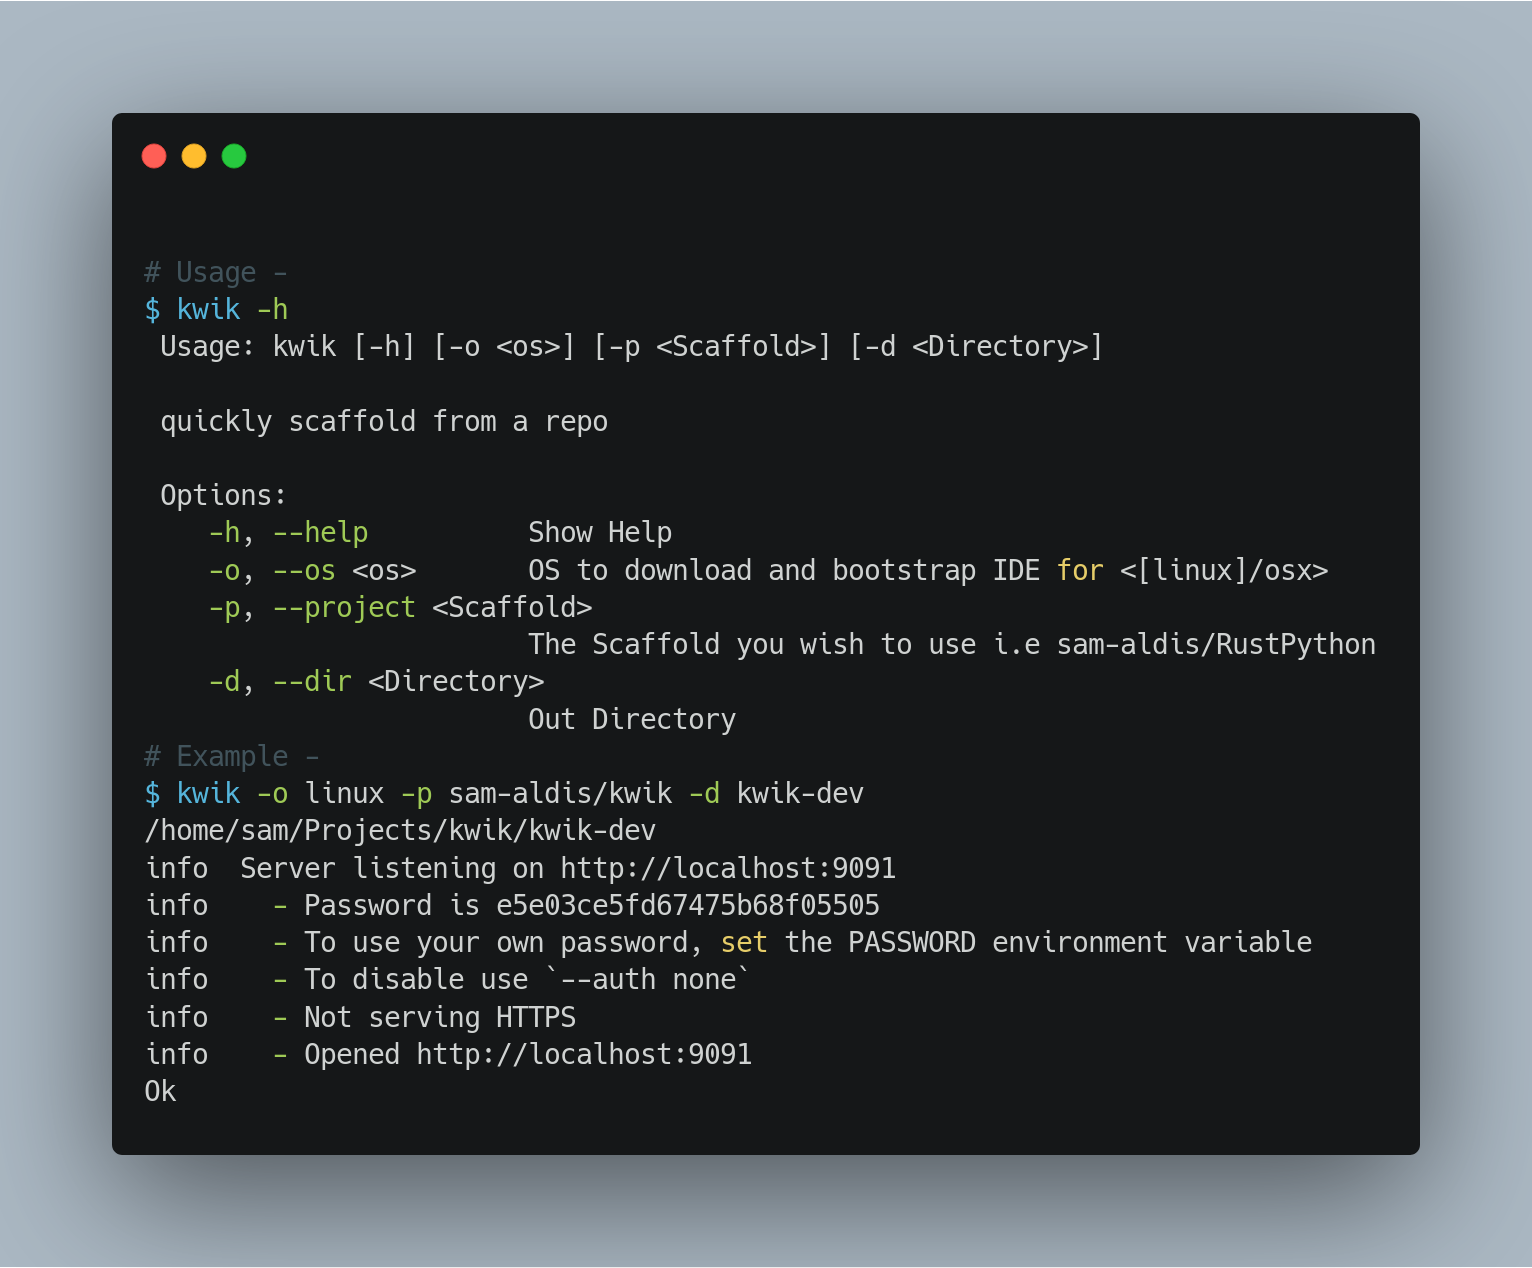 # Usage -
$ kwik -h
Usage: kwik [-h] [-o <os>] [-p <Scaffold>] [-d <Directory>]
quickly scaffold from a repo
Options:
-h, --help Show Help
-o, --os <os> OS to download and bootstrap IDE for <[linux]/osx>
-p, --project <Scaffold>
The Scaffold you wish to use i.e sam-aldis/RustPython
-d, --dir <Directory>
Out Directory
# Example -
$ kwik -o linux -p sam-aldis/kwik -d kwik-dev
/home/sam/Projects/kwik/kwik-dev
info  Server listening on http://localhost:9091
info    - Password is e5e03ce5fd67475b68f05505
info    - To use your own password, set the PASSWORD environment variable
info    - To disable use `--auth none`
info    - Not serving HTTPS
info    - Opened http://localhost:9091
Ok